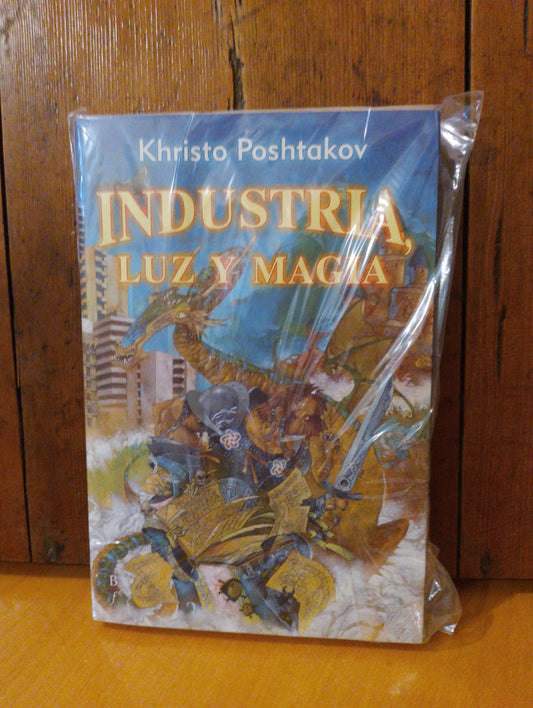 Khristo Poshtakov
INDUSTRIA,
LUZ Y MAGIA
B
f